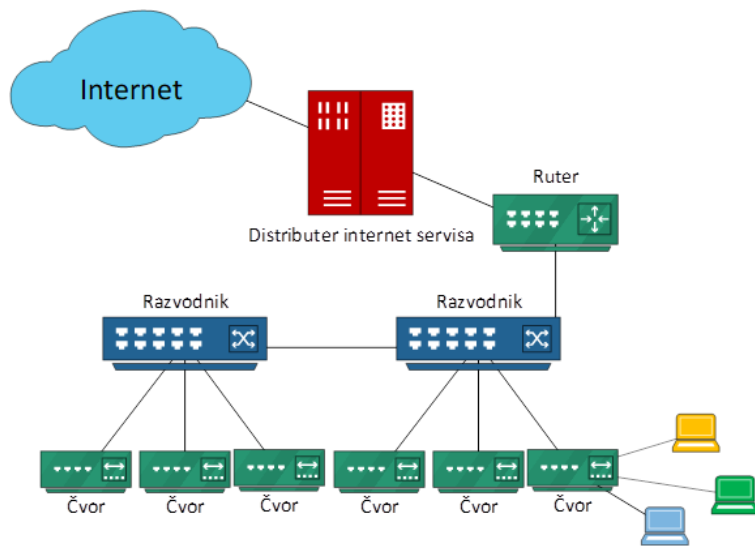 Internet
Ruter
Distributer internet servisa
Razvodnik
Razvodnik
Čvor
Čvor
Čvor
Čvor
Čvor
Čvor